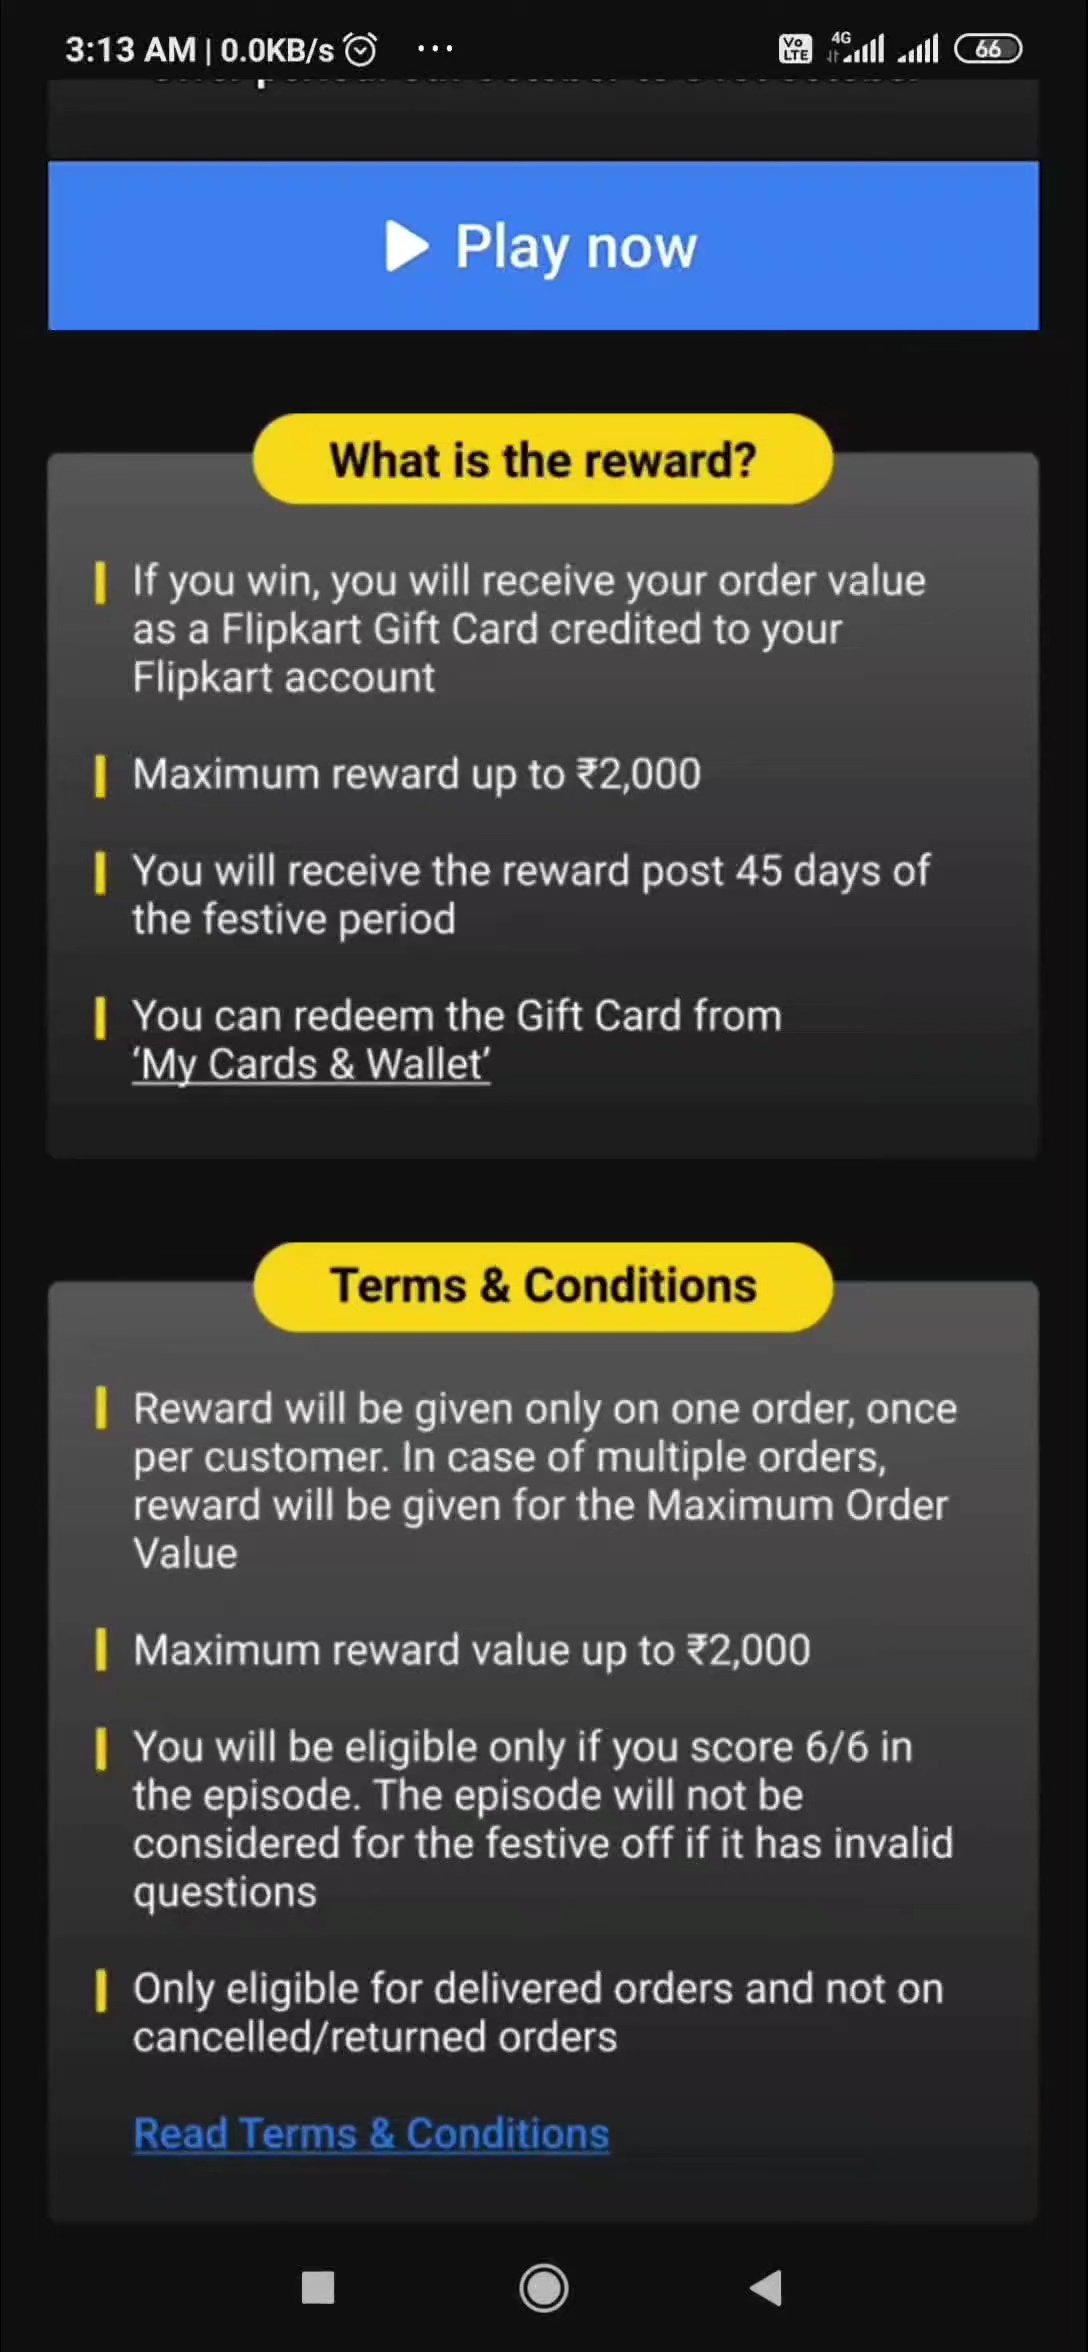 3:13 AM | 0.0KB/s ...
Vo LTE 4G 66
Play now
What is the reward?
If you win, you will receive your order value
as a Flipkart Gift Card credited to your
Flipkart account
Maximum reward up to ₹2,000
You will receive the reward post 45 days of
the festive period
You can redeem the Gift Card from
‘My Cards & Wallet’
Terms & Conditions
Reward will be given only on one order, once
per customer. In case of multiple orders,
reward will be given for the Maximum Order
Value
Maximum reward value up to ₹2,000
You will be eligible only if you score 6/6 in
the episode. The episode will not be
considered for the festive off if it has invalid
questions
Only eligible for delivered orders and not on
cancelled/returned orders
Read Terms & Conditions